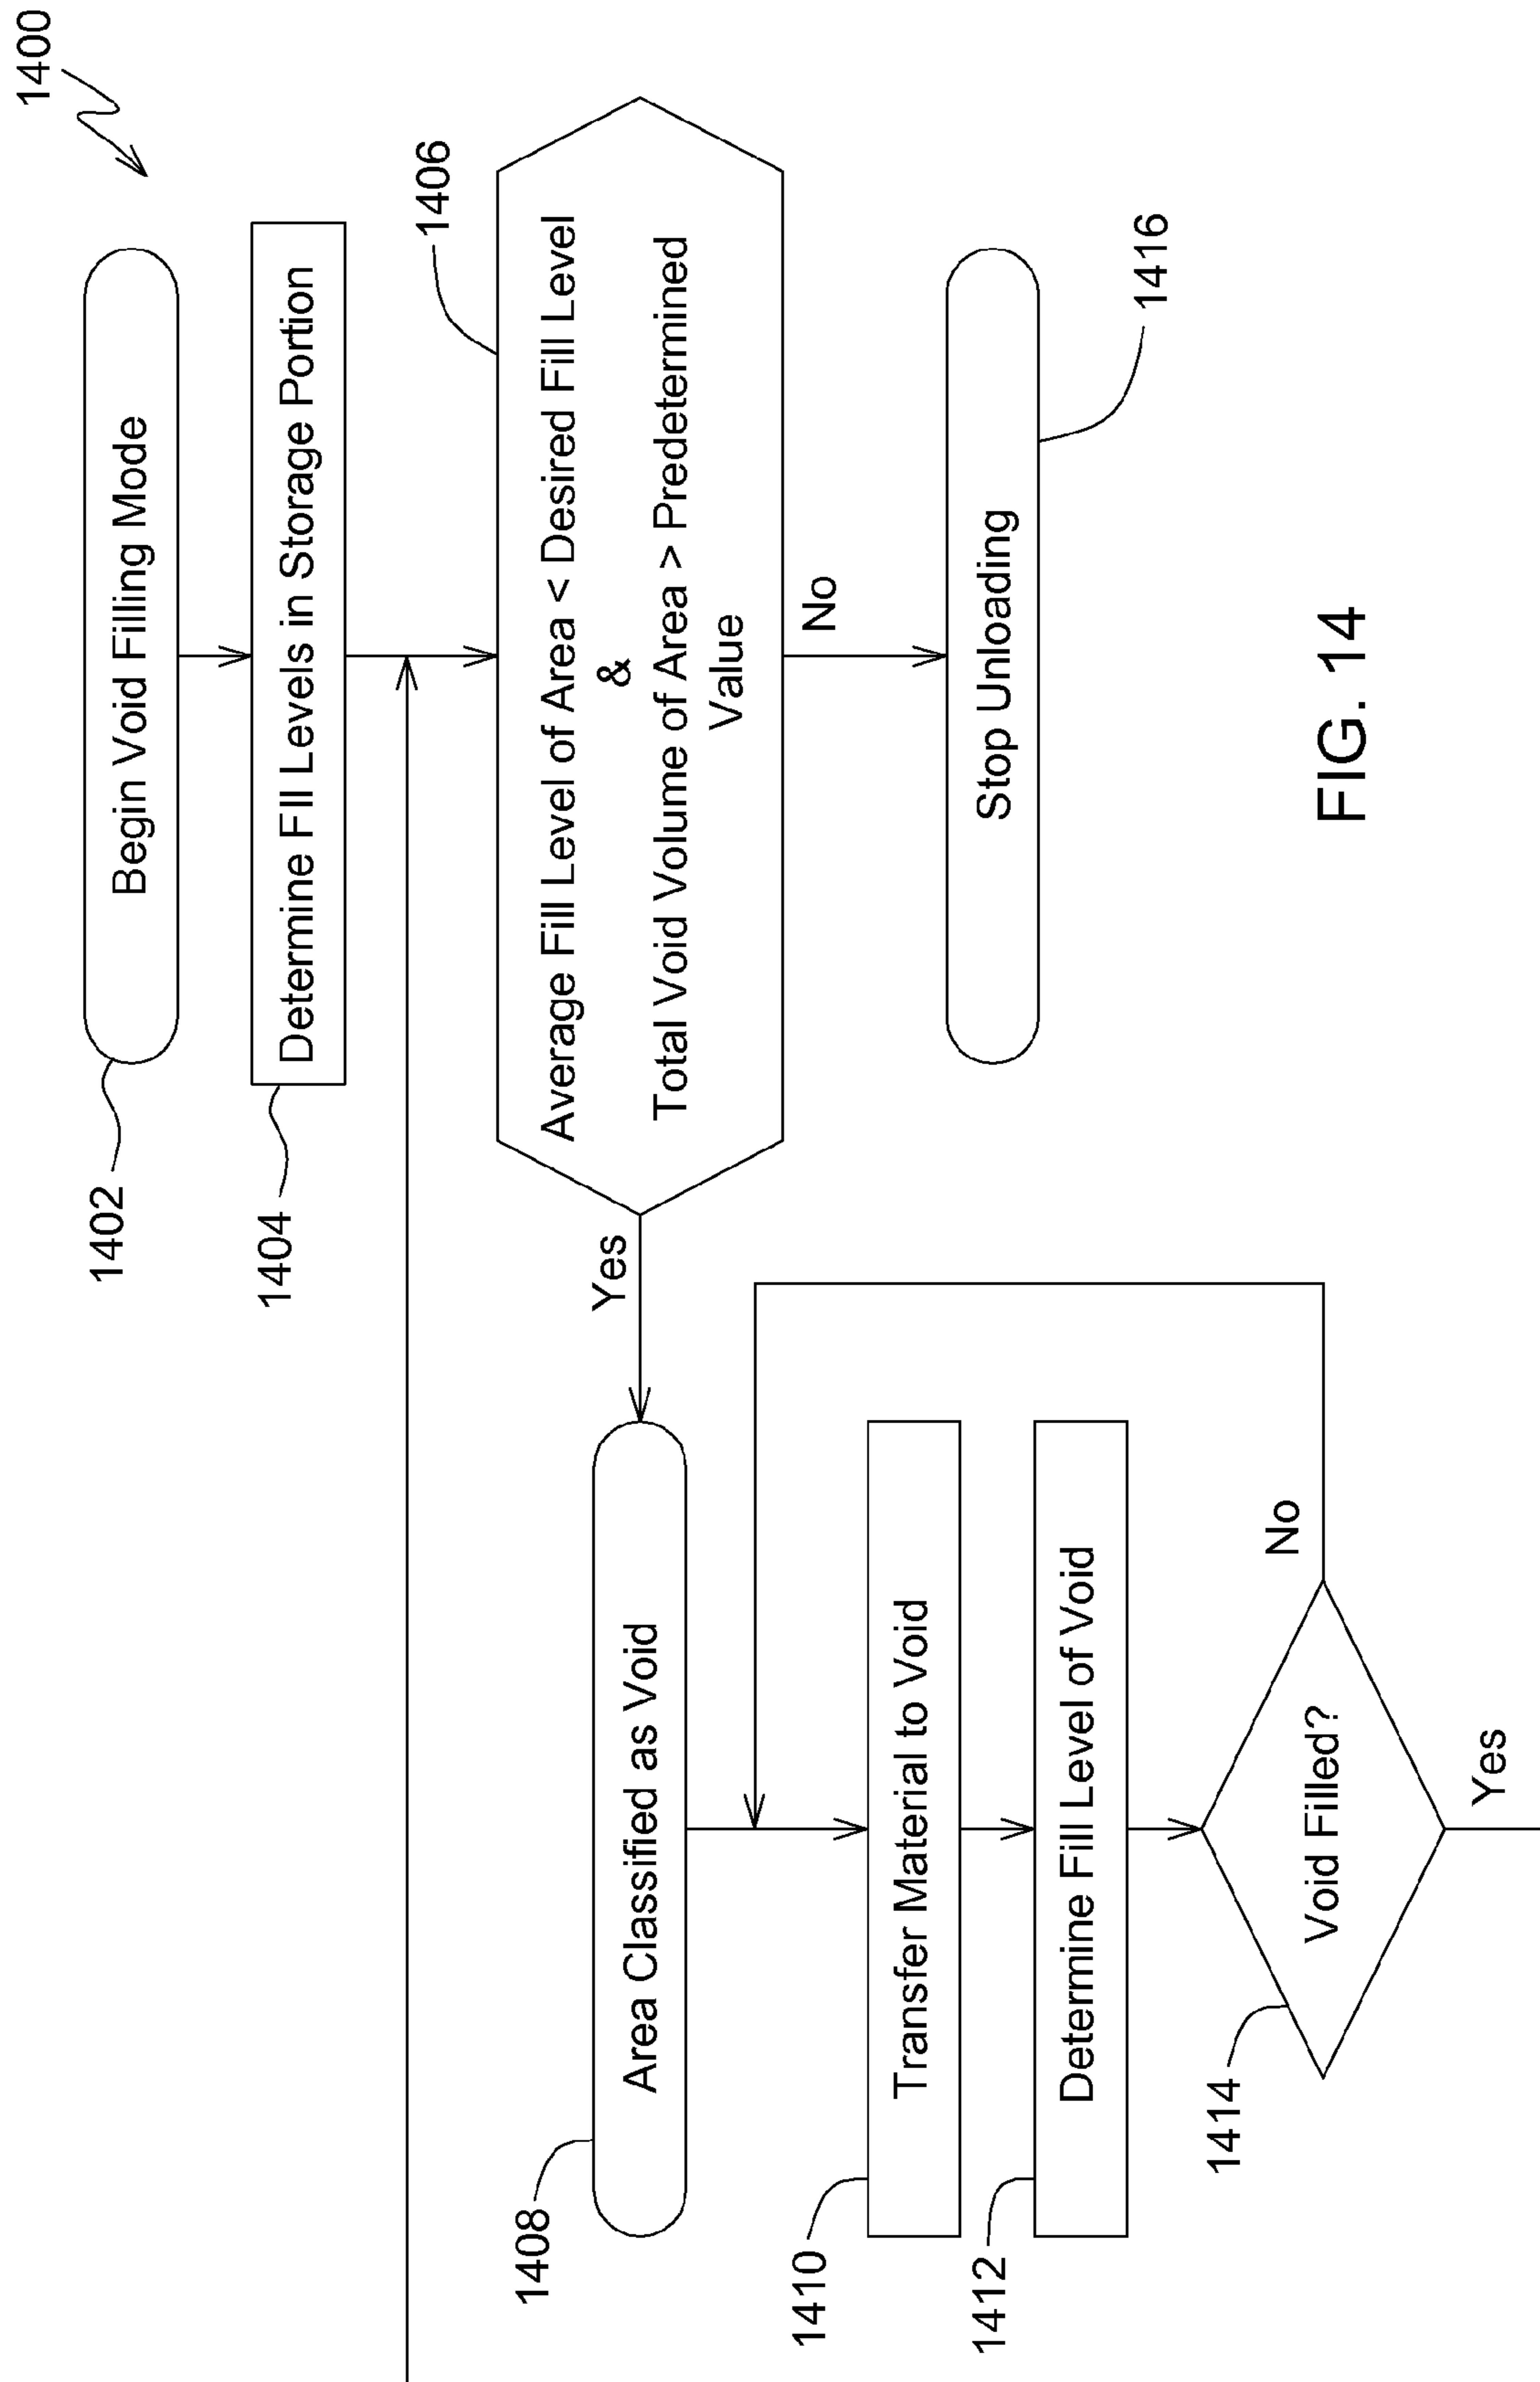 1400
1402
Begin Void Filling Mode
1404
Determine Fill Levels in Storage Portion
1406
Average Fill Level of Area < Desired Fill Level
&
Total Void Volume of Area > Predetermined
Value
Yes
No
1408
Area Classified as Void
1410
Transfer Material to Void
1412
Determine Fill Level of Void
1414
Void Filled?
No
Yes
Stop Unloading
1416
FIG. 14